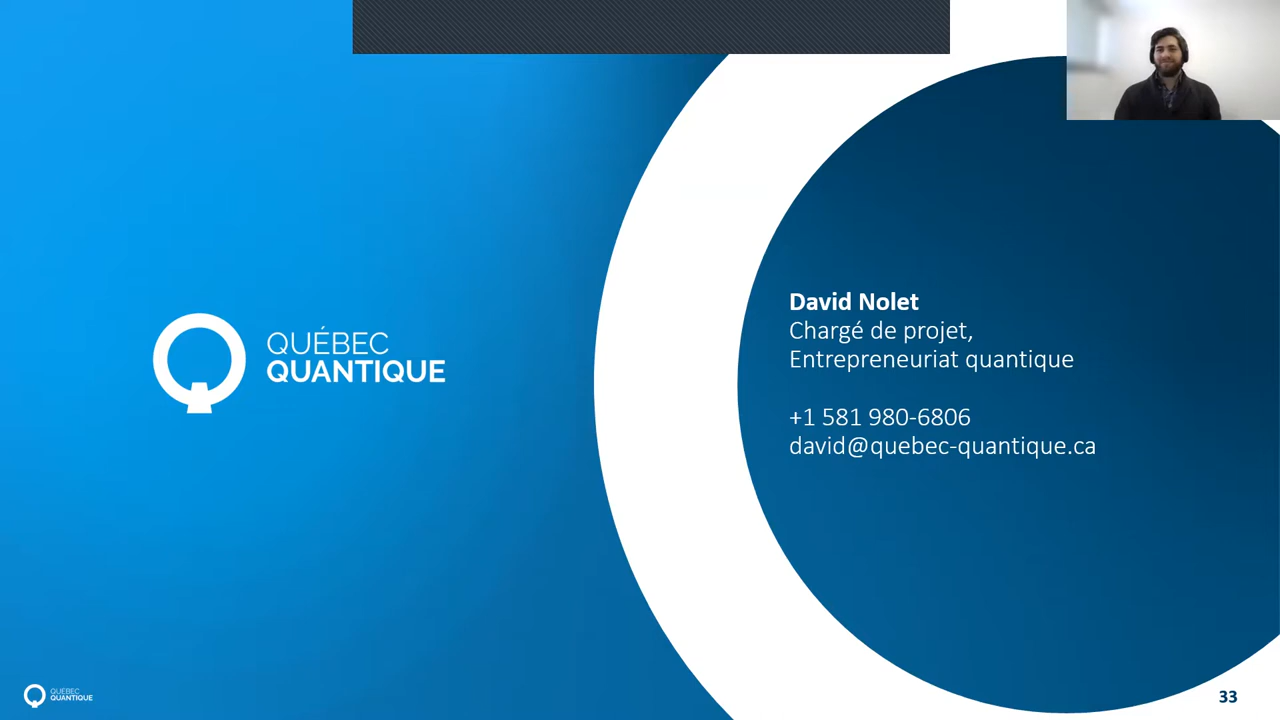 QUÉBEC
QUANTIQUE
David Nolet
Chargé de projet,
Entrepreneuriat quantique
+1 581 980-6806
david@quebec-quantique.ca
QUÉBEC
QUANTIQUE
33